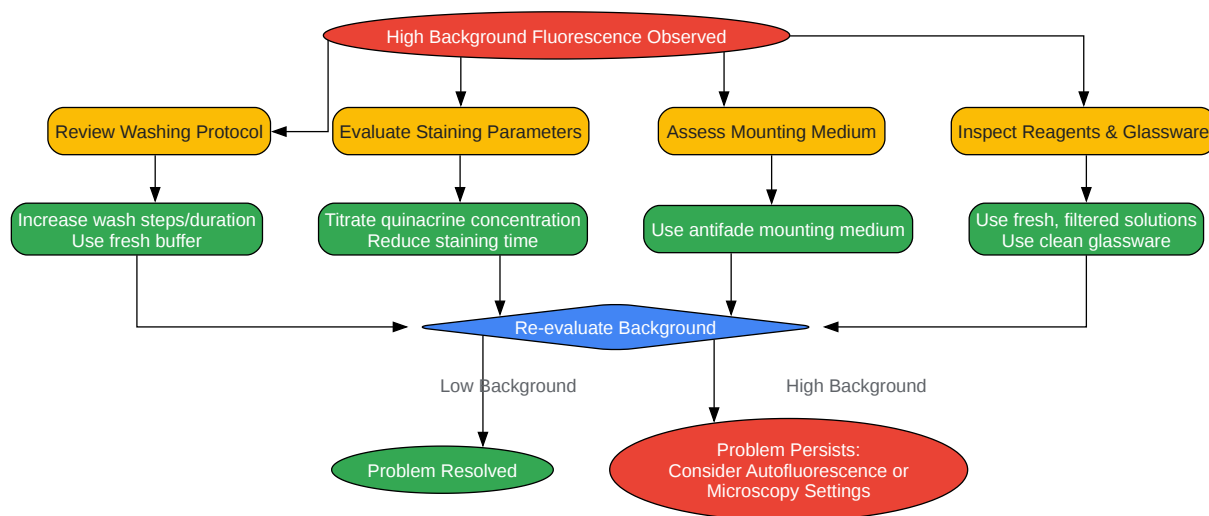 High Background Fluorescence Observed
Review Washing Protocol
Evaluate Staining Parameters
Assess Mounting Medium
Inspect Reagents & Glassware
Increase wash steps/duration
Use fresh buffer
Titrate quinacrine concentration
Reduce staining time
Use antifade mounting medium
Use fresh, filtered solutions
Use clean glassware
Re-evaluate Background
Low Background
High Background
Problem Resolved
Problem Persists:
Consider Autofluorescence or
Microscopy Settings